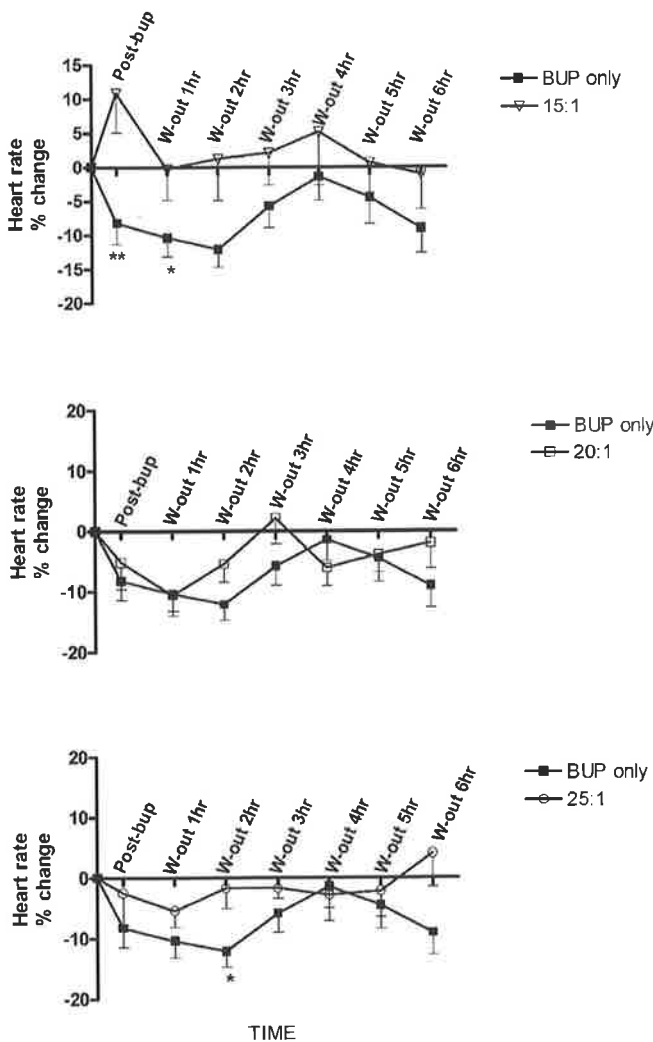 Post-bup
W-out 1hr
W-out 2hr
W-out 3hr
W-out 4hr
W-out 5hr
W-out 6hr
BUP only
15:1
15
10
5
0
-5
-10
-15
-20
Heart rate
% change
**
*
Post-bup
W-out 1hr
W-out 2hr
W-out 3hr
W-out 4hr
W-out 5hr
W-out 6hr
BUP only
20:1
20
10
0
-10
-20
Heart rate
% change
Post-bup
W-out 1hr
W-out 2hr
W-out 3hr
W-out 4hr
W-out 5hr
W-out 6hr
BUP only
25:1
20
10
0
-10
-20
Heart rate
% change
*
TIME